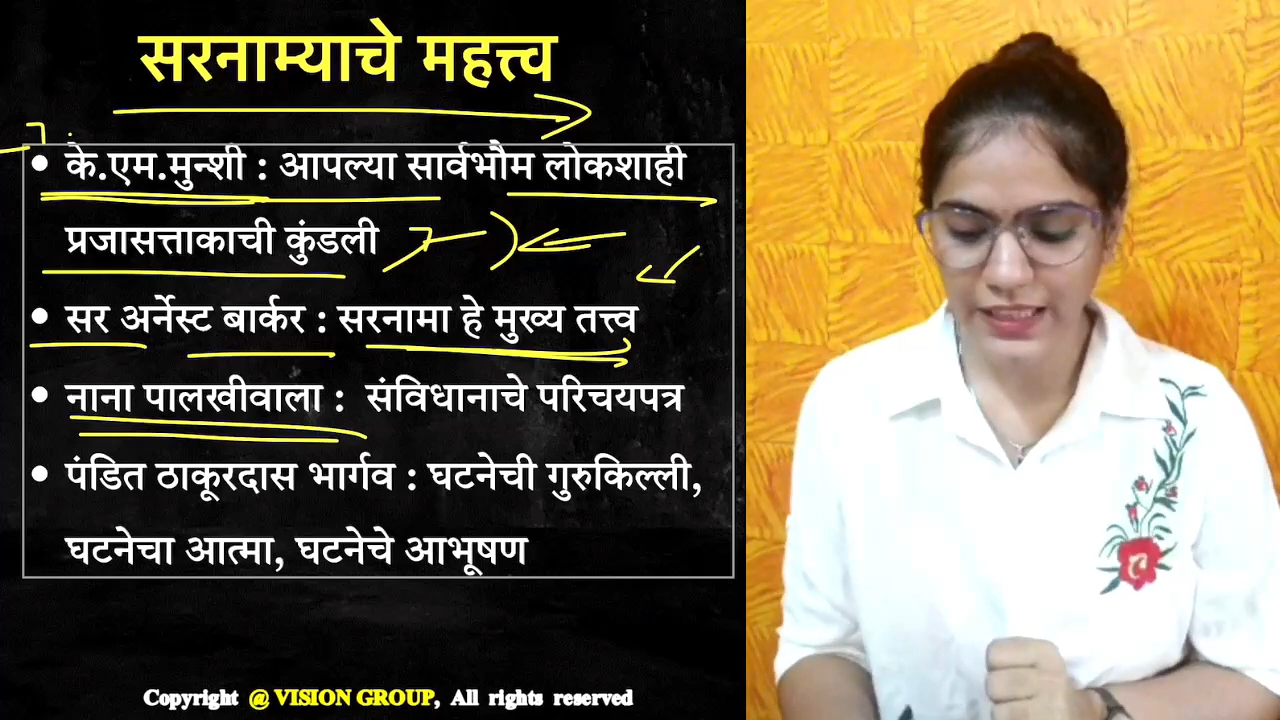 सरनाम्याचे महत्त्व
• के.एम.मुन्शी : आपल्या सार्वभौम लोकशाही
प्रजासत्ताकाची कुंडली
• सर अर्नेस्ट बार्कर : सरनामा हे मुख्य तत्त्व
• नाना पालखीवाला : संविधानाचे परिचयपत्र
• पंडित ठाकूरदास भार्गव : घटनेची गुरुकिल्ली,
घटनेचा आत्मा, घटनेचे आभूषण
Copyright @ VISION GROUP, All rights reserved